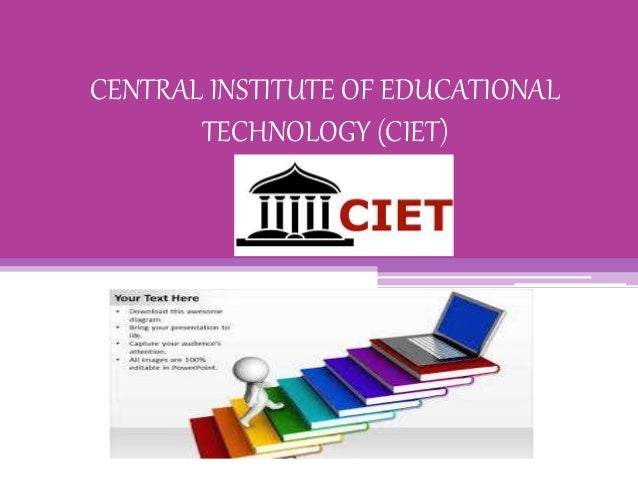 CENTRAL INSTITUTE OF EDUCATIONAL
TECHNOLOGY (CIET)
CIET
Your Text Here
• Download this awesome
diagram.
• Bring your presentation to
life.
• Capture your audience's
attention.
• All images are 100%
editable in PowerPoint.